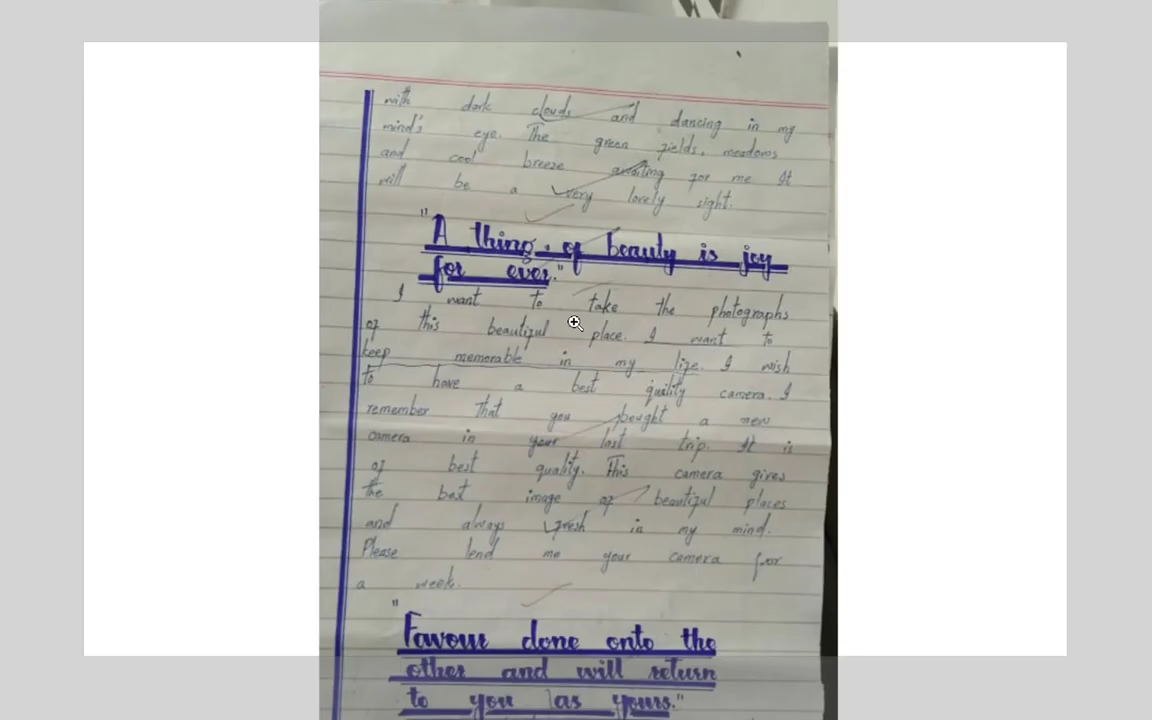 with dark clouds and dancing in my
mind's eye. The green fields, meadows
and cool breeze awaiting for me. It
will be a very lovely sight.
"A thing of beauty is joy
for ever."
I want to take the photographs
of this beautiful place. I want to
keep memorable in my life. I wish
to have a best quility camera. I
remember that you bought a new
camera in your last trip. It is
of best quality. This camera gives
the best image of beautiful places
and always fresh in my mind.
Please lend me your camera for
a week.
"Favour done onto the
other and will return
to you as yours."